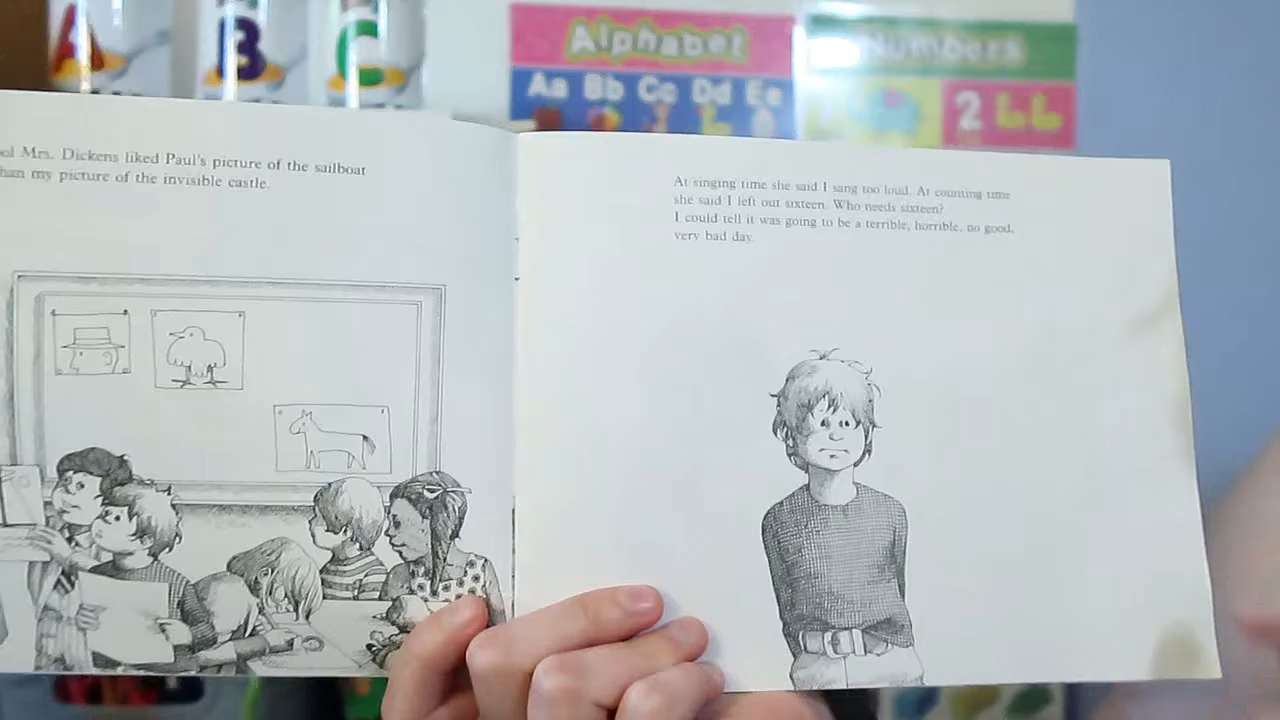 A
B
C
Alphabet
Numbers
Aa Bb Cc Dd Ee
2
Mrs. Dickens liked Paul's picture of the sailboat
my picture of the invisible castle.
At singing time she said I sang too loud. At counting time
she said I left out sixteen. Who needs sixteen?
I could tell it was going to be a terrible, horrible, no good,
very bad day.